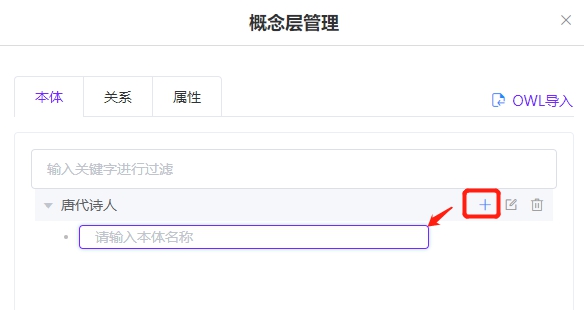 概念层管理
本体 关系 属性
OWL导入
输入关键字进行过滤
唐代诗人
请输入本体名称